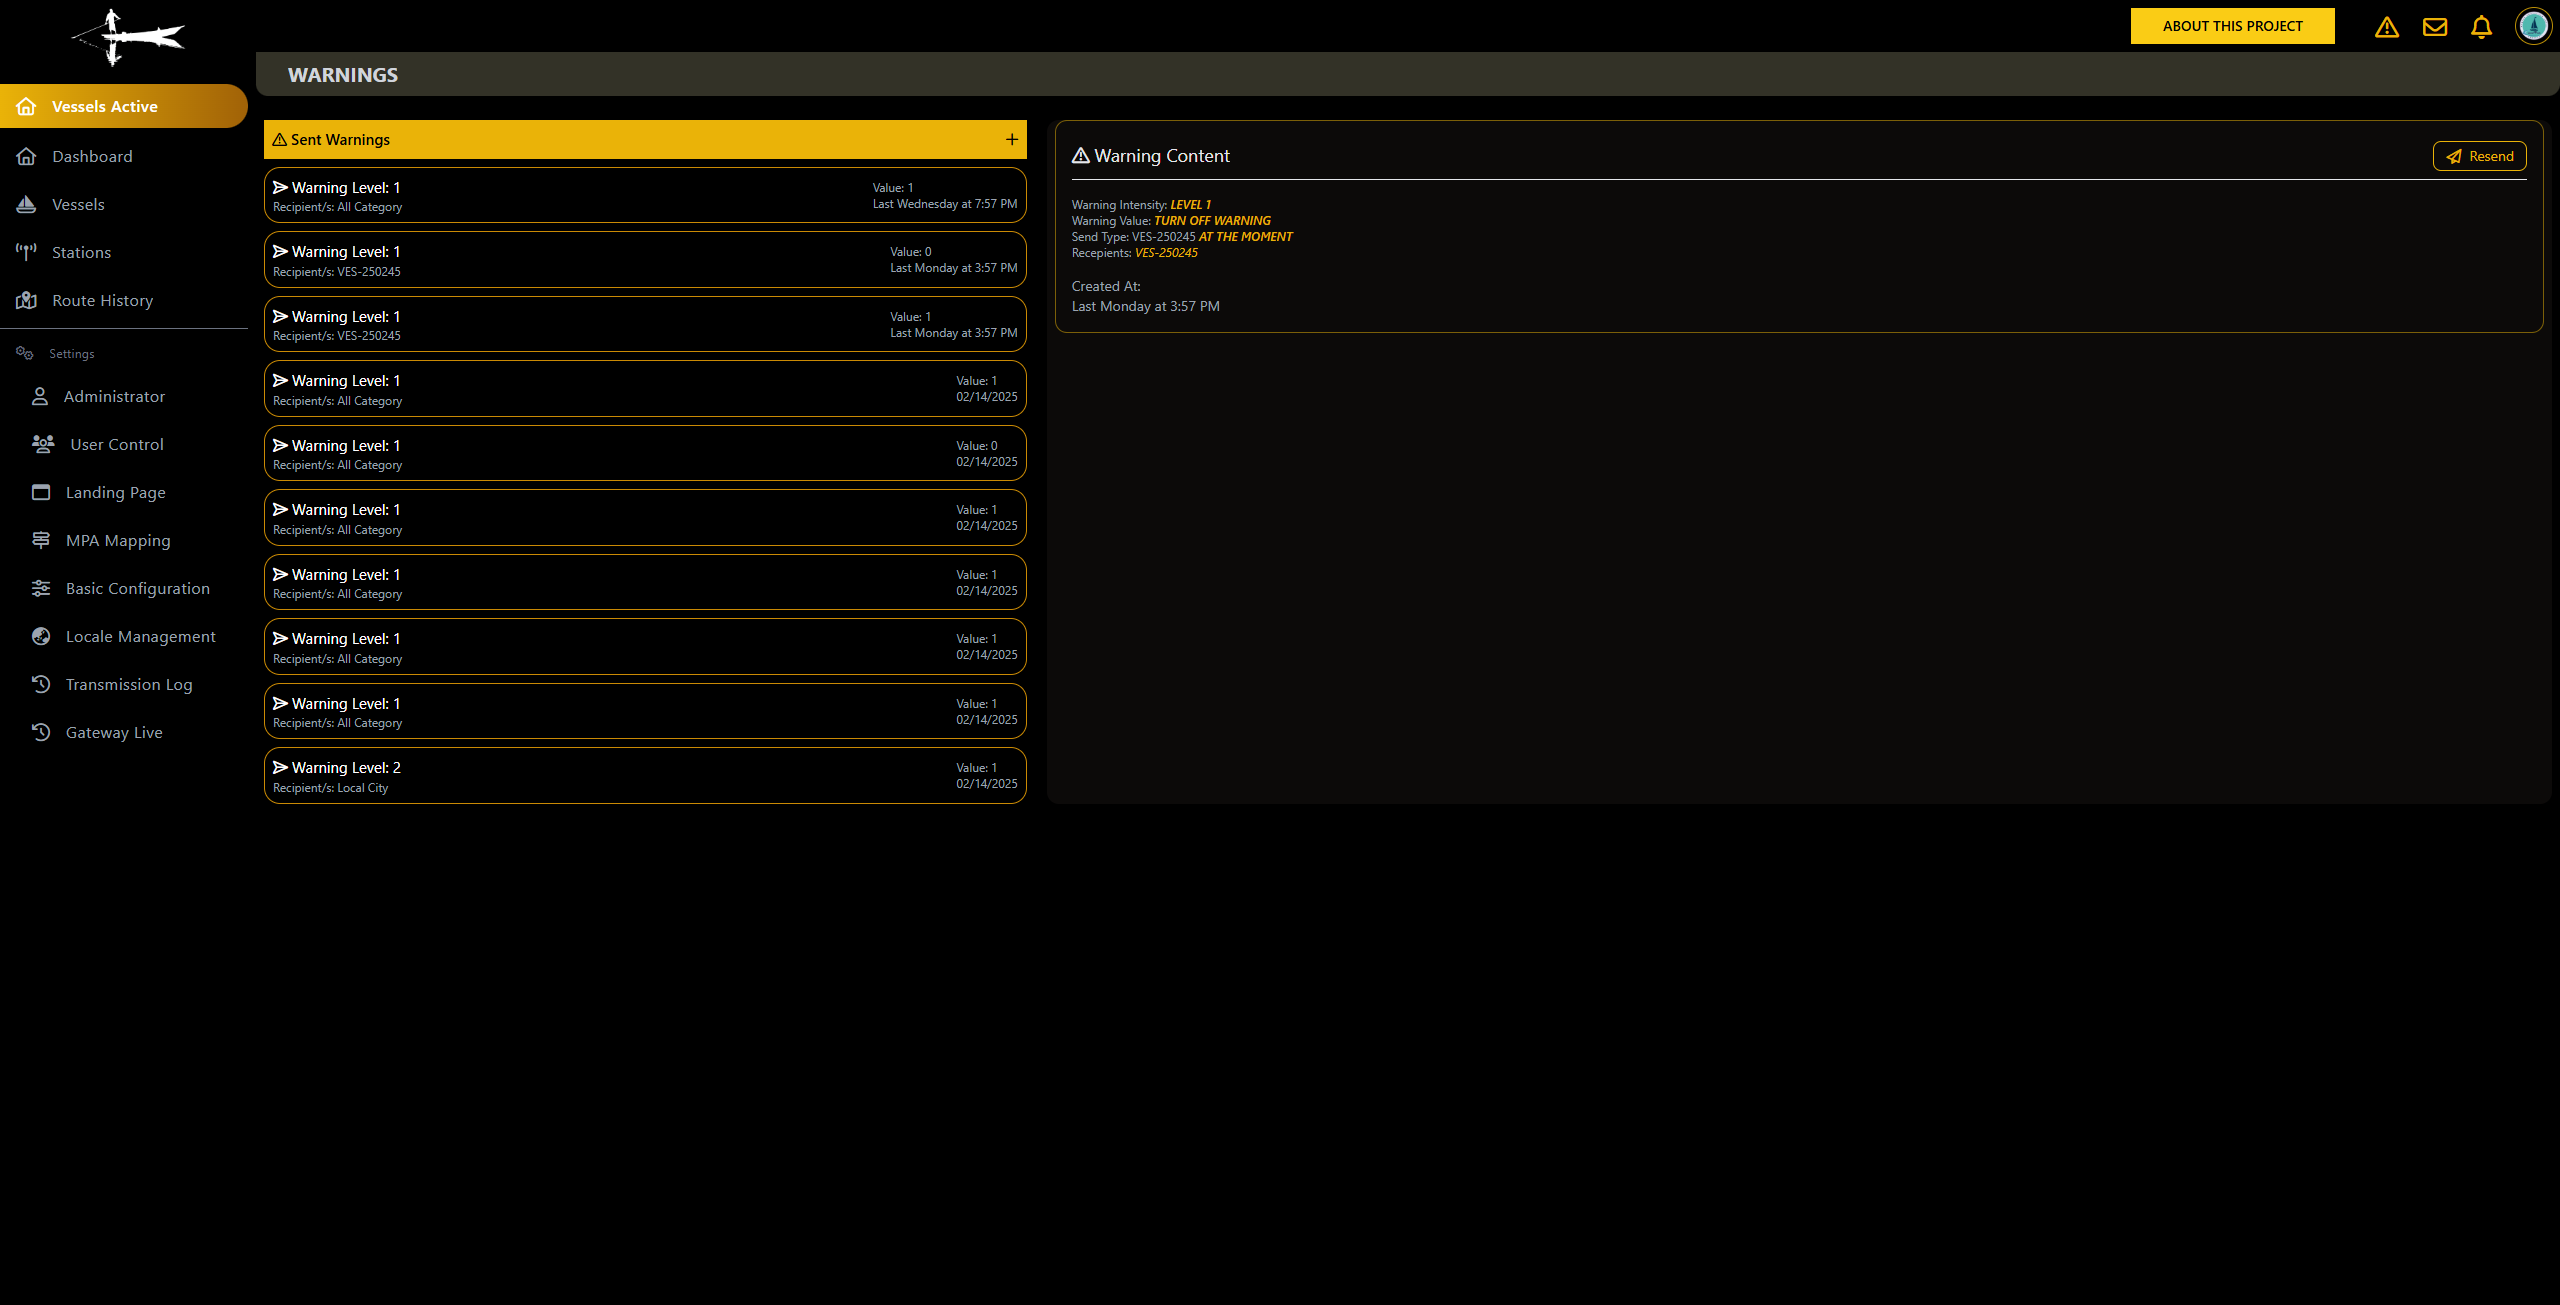 ABOUT THIS PROJECT
WARNINGS
Vessels Active
Dashboard
Vessels
Stations
Route History
Settings
Administrator
User Control
Landing Page
MPA Mapping
Basic Configuration
Locale Management
Transmission Log
Gateway Live
Sent Warnings
Warning Level: 1
Recipient/s: All Category
Value: 1
Last Wednesday at 7:57 PM
Warning Level: 1
Recipient/s: VES-250245
Value: 0
Last Monday at 3:57 PM
Warning Level: 1
Recipient/s: VES-250245
Value: 1
Last Monday at 3:57 PM
Warning Level: 1
Recipient/s: All Category
Value: 1
02/14/2025
Warning Level: 1
Recipient/s: All Category
Value: 0
02/14/2025
Warning Level: 1
Recipient/s: All Category
Value: 1
02/14/2025
Warning Level: 1
Recipient/s: All Category
Value: 1
02/14/2025
Warning Level: 1
Recipient/s: All Category
Value: 1
02/14/2025
Warning Level: 1
Recipient/s: All Category
Value: 1
02/14/2025
Warning Level: 2
Recipient/s: Local City
Value: 1
02/14/2025
Warning Content
Resend
Warning Intensity: LEVEL 1
Warning Value: TURN OFF WARNING
Send Type: VES-250245 AT THE MOMENT
Recepients: VES-250245
Created At:
Last Monday at 3:57 PM